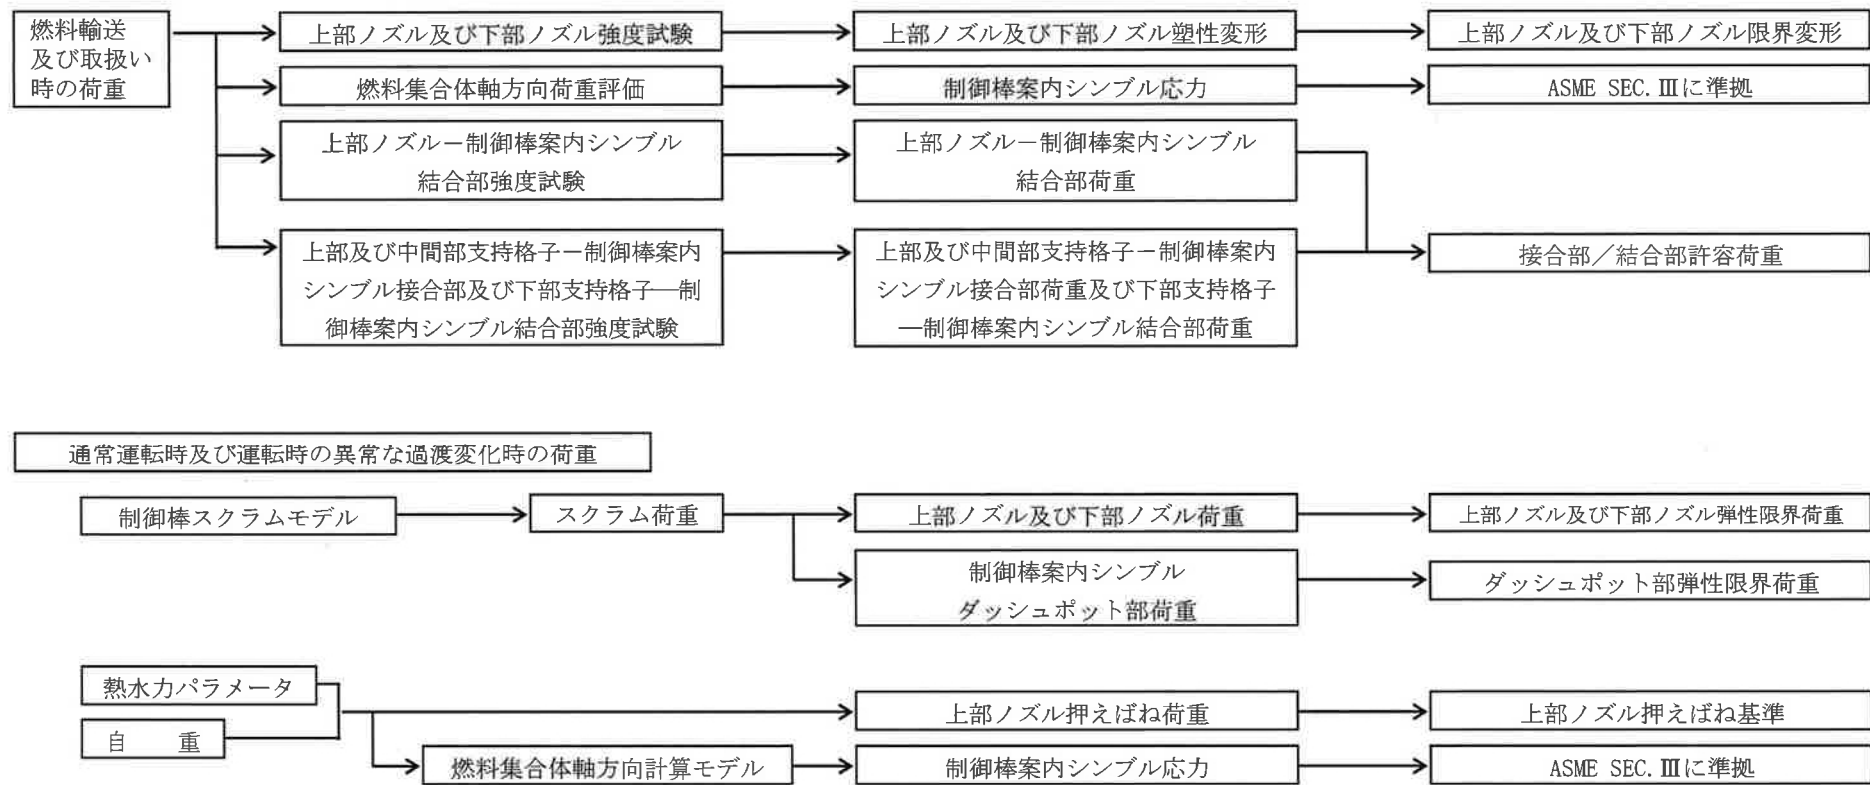 燃料輸送
及び取扱い
時の荷重
上部ノズル及び下部ノズル強度試験
上部ノズル及び下部ノズル塑性変形
上部ノズル及び下部ノズル限界変形
燃料集合体軸方向荷重評価
制御棒案内シンブル応力
ASME SEC.Ⅲに準拠
上部ノズル－制御棒案内シンブル
結合部強度試験
上部ノズル－制御棒案内シンブル
結合部荷重
上部及び中間部支持格子－制御棒案内
シンブル接合部及び下部支持格子―制
御棒案内シンブル結合部強度試験
上部及び中間部支持格子－制御棒案内
シンブル接合部荷重及び下部支持格子
―制御棒案内シンブル結合部荷重
接合部／結合部許容荷重
通常運転時及び運転時の異常な過渡変化時の荷重
制御棒スクラムモデル
スクラム荷重
上部ノズル及び下部ノズル荷重
上部ノズル及び下部ノズル弾性限界荷重
制御棒案内シンブル
ダッシュポット部荷重
ダッシュポット部弾性限界荷重
熱水力パラメータ
自　　重
上部ノズル押えばね荷重
上部ノズル押えばね基準
燃料集合体軸方向計算モデル
制御棒案内シンブル応力
ASME SEC.Ⅲに準拠